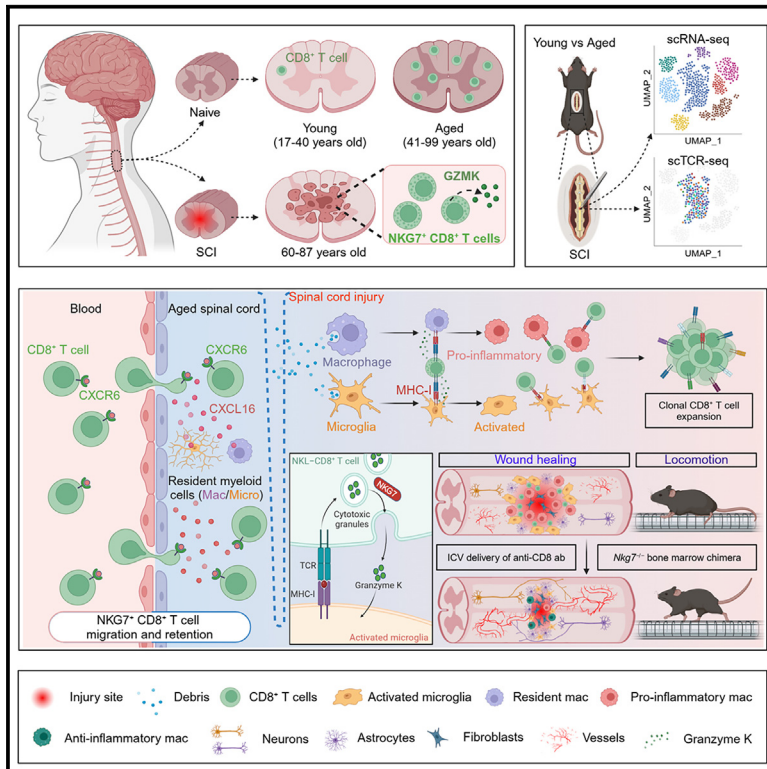 CD8⁺ T cell
Naive
Young
(17-40 years old)
Aged
(41-99 years old)
SCI
60-87 years old
GZMK
NKG7⁺ CD8⁺ T cells
Young vs Aged
SCI
scRNA-seq
UMAP_2
UMAP_1
scTCR-seq
UMAP_2
UMAP_1
Blood
Aged spinal cord
CD8⁺ T cell
CXCR6
CXCR6
CXCL16
Resident myeloid
cells (Mac/Micro)
NKG7⁺ CD8⁺ T cell
migration and retention
Spinal cord injury
Macrophage
Pro-inflammatory
MHC-I
Microglia
Activated
Clonal CD8⁺ T cell
expansion
NKL–CD8⁺ T cell
NKG7
Cytotoxic
granules
TCR
MHC-I
Granzyme K
Activated microglia
Wound healing
Locomotion
ICV delivery of anti-CD8 ab
Nkg7⁻/⁻ bone marrow chimera
Injury site
Debris
CD8⁺ T cells
Activated microglia
Resident mac
Pro-inflammatory mac
Anti-inflammatory mac
Neurons
Astrocytes
Fibroblasts
Vessels
Granzyme K